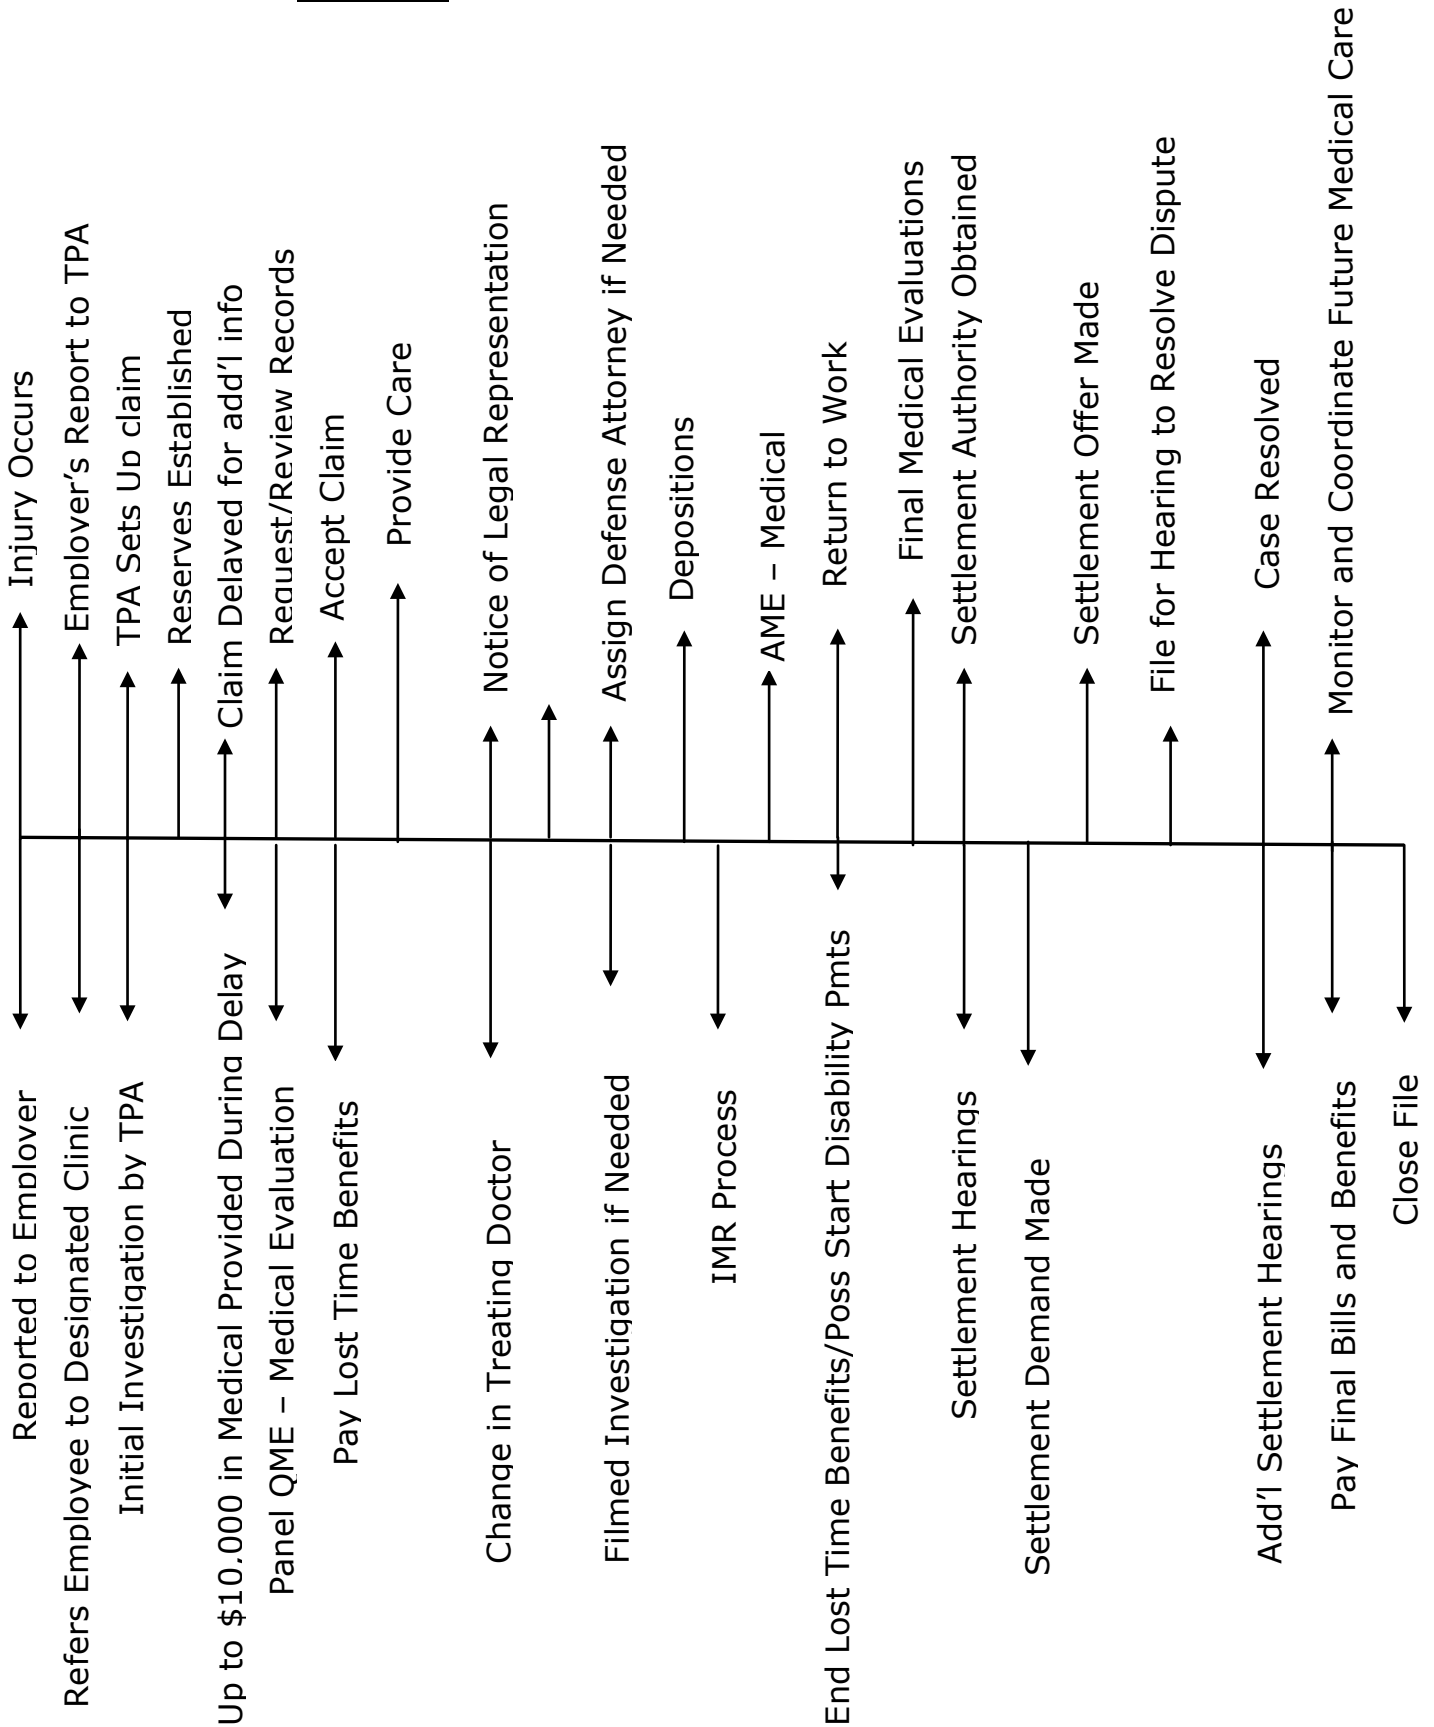 Injury Occurs
Employer's Report to TPA
TPA Sets Up claim
Reserves Established
Claim Delayed for add'l info
Request/Review Records
Accept Claim
Provide Care
Notice of Legal Representation
Assign Defense Attorney if Needed
Depositions
AME – Medical
Return to Work
Final Medical Evaluations
Settlement Authority Obtained
Settlement Offer Made
File for Hearing to Resolve Dispute
Case Resolved
Monitor and Coordinate Future Medical Care
Reported to Employer
Refers Employee to Designated Clinic
Initial Investigation by TPA
Up to $10,000 in Medical Provided During Delay
Panel QME – Medical Evaluation
Pay Lost Time Benefits
Change in Treating Doctor
Filmed Investigation if Needed
IMR Process
End Lost Time Benefits/Poss Start Disability Pmts
Settlement Hearings
Settlement Demand Made
Add'l Settlement Hearings
Pay Final Bills and Benefits
Close File